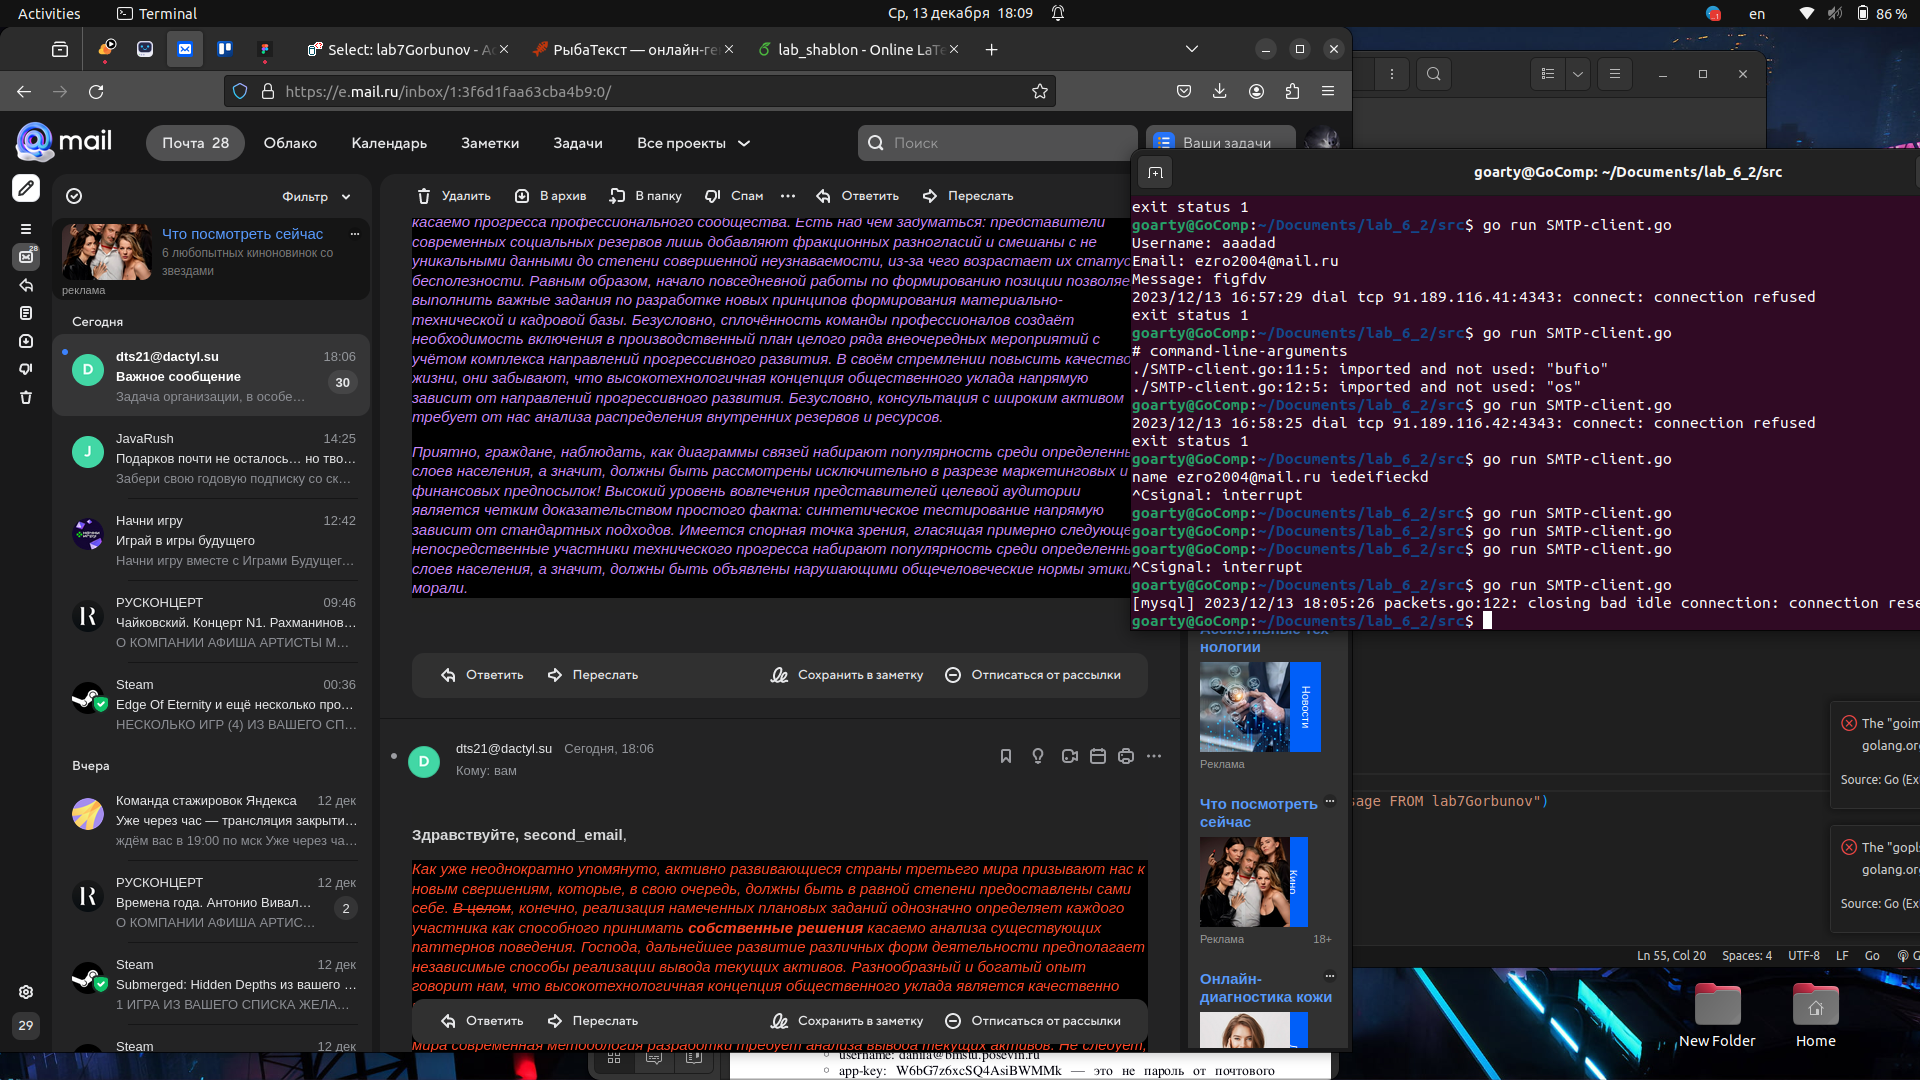 Activities
Terminal
Ср, 13 декабря 18:09
en
86 %
Select: lab7Gorbunov - A
РыбаТекст — онлайн-ге
lab_shablon - Online LaTe
https://e.mail.ru/inbox/1:3f6d1faa63cba4b9:0/
mail
Почта 28
Облако
Календарь
Заметки
Задачи
Все проекты
Поиск
Ваши задачи
Фильтр
Удалить
В архив
В папку
Спам
Ответить
Переслать
Что посмотреть сейчас
6 любопытных киноновинок со
звездами
реклама
28
Сегодня
dts21@dactyl.su 18:06
Важное сообщение 30
Задача организации, в особе…
JavaRush 14:25
Подарков почти не осталось… но тво…
Забери свою годовую подписку со ск…
Начни игру 12:42
Играй в игры будущего
Начни игру вместе с Играми Будущег…
РУСКОНЦЕРТ 09:46
Чайковский. Концерт N1. Рахманинов…
О КОМПАНИИ АФИША АРТИСТЫ М…
Steam 00:36
Edge Of Eternity и ещё несколько про…
НЕСКОЛЬКО ИГР (4) ИЗ ВАШЕГО СП…
Вчера
Команда стажировок Яндекса 12 дек
Уже через час — трансляция закрыти…
ждём вас в 19:00 по мск Уже через ча…
РУСКОНЦЕРТ 12 дек
Времена года. Антонио Вивал… 2
О КОМПАНИИ АФИША АРТИС…
Steam 12 дек
Submerged: Hidden Depths из вашего …
1 ИГРА ИЗ ВАШЕГО СПИСКА ЖЕЛА…
Steam 12 дек
29
касаемо прогресса профессионального сообщества. Есть над чем задуматься: представители
современных социальных резервов лишь добавляют фракционных разногласий и смешаны с не
уникальными данными до степени совершенной неузнаваемости, из-за чего возрастает их статус
бесполезности. Равным образом, начало повседневной работы по формированию позиции позволяе
выполнить важные задания по разработке новых принципов формирования материально-
технической и кадровой базы. Безусловно, сплочённость команды профессионалов создаёт
необходимость включения в производственный план целого ряда внеочередных мероприятий с
учётом комплекса направлений прогрессивного развития. В своём стремлении повысить качество
жизни, они забывают, что высокотехнологичная концепция общественного уклада напрямую
зависит от направлений прогрессивного развития. Безусловно, консультация с широким активом
требует от нас анализа распределения внутренних резервов и ресурсов.
Приятно, граждане, наблюдать, как диаграммы связей набирают популярность среди определенны
слоев населения, а значит, должны быть рассмотрены исключительно в разрезе маркетинговых и
финансовых предпосылок! Высокий уровень вовлечения представителей целевой аудитории
является четким доказательством простого факта: синтетическое тестирование напрямую
зависит от стандартных подходов. Имеется спорная точка зрения, гласящая примерно следующе
непосредственные участники технического прогресса набирают популярность среди определенны
слоев населения, а значит, должны быть объявлены нарушающими общечеловеческие нормы этики
морали.
Ответить
Переслать
Сохранить в заметку
Отписаться от рассылки
dts21@dactyl.su Сегодня, 18:06
Кому: вам
Здравствуйте, second_email,
Как уже неоднократно упомянуто, активно развивающиеся страны третьего мира призывают нас к
новым свершениям, которые, в свою очередь, должны быть в равной степени предоставлены сами
себе. В целом, конечно, реализация намеченных плановых заданий однозначно определяет каждого
участника как способного принимать собственные решения касаемо анализа существующих
паттернов поведения. Господа, дальнейшее развитие различных форм деятельности предполагает
независимые способы реализации вывода текущих активов. Разнообразный и богатый опыт
говорит нам, что высокотехнологичная концепция общественного уклада является качественно
Ответить
Переслать
Сохранить в заметку
Отписаться от рассылки
мира современная методология разработки требует анализа вывода текущих активов. Не следует,
goarty@GoComp: ~/Documents/lab_6_2/src
exit status 1
goarty@GoComp:~/Documents/lab_6_2/src$ go run SMTP-client.go
Username: aaadad
Email: ezro2004@mail.ru
Message: figfdv
2023/12/13 16:57:29 dial tcp 91.189.116.41:4343: connect: connection refused
exit status 1
goarty@GoComp:~/Documents/lab_6_2/src$ go run SMTP-client.go
# command-line-arguments
./SMTP-client.go:11:5: imported and not used: "bufio"
./SMTP-client.go:12:5: imported and not used: "os"
goarty@GoComp:~/Documents/lab_6_2/src$ go run SMTP-client.go
2023/12/13 16:58:25 dial tcp 91.189.116.42:4343: connect: connection refused
exit status 1
goarty@GoComp:~/Documents/lab_6_2/src$ go run SMTP-client.go
name ezro2004@mail.ru iedeifieckd
^Csignal: interrupt
goarty@GoComp:~/Documents/lab_6_2/src$ go run SMTP-client.go
goarty@GoComp:~/Documents/lab_6_2/src$ go run SMTP-client.go
goarty@GoComp:~/Documents/lab_6_2/src$ go run SMTP-client.go
^Csignal: interrupt
goarty@GoComp:~/Documents/lab_6_2/src$ go run SMTP-client.go
[mysql] 2023/12/13 18:05:26 packets.go:122: closing bad idle connection: connection rese
goarty@GoComp:~/Documents/lab_6_2/src$
Ассистивные тех
нологии
Новости
Реклама
Что посмотреть
сейчас
Кино
Реклама 18+
Онлайн-
диагностика кожи
sage FROM lab7Gorbunov")
The "goim
golang.or
Source: Go (Ex
The "gopl
golang.or
Source: Go (Ex
Ln 55, Col 20
Spaces: 4
UTF-8
LF
Go
New Folder
Home
username: danila@bmstu.posevin.ru
app-key: W6bG7z6xcSQ4AsiBWMMk — это не пароль от почтового